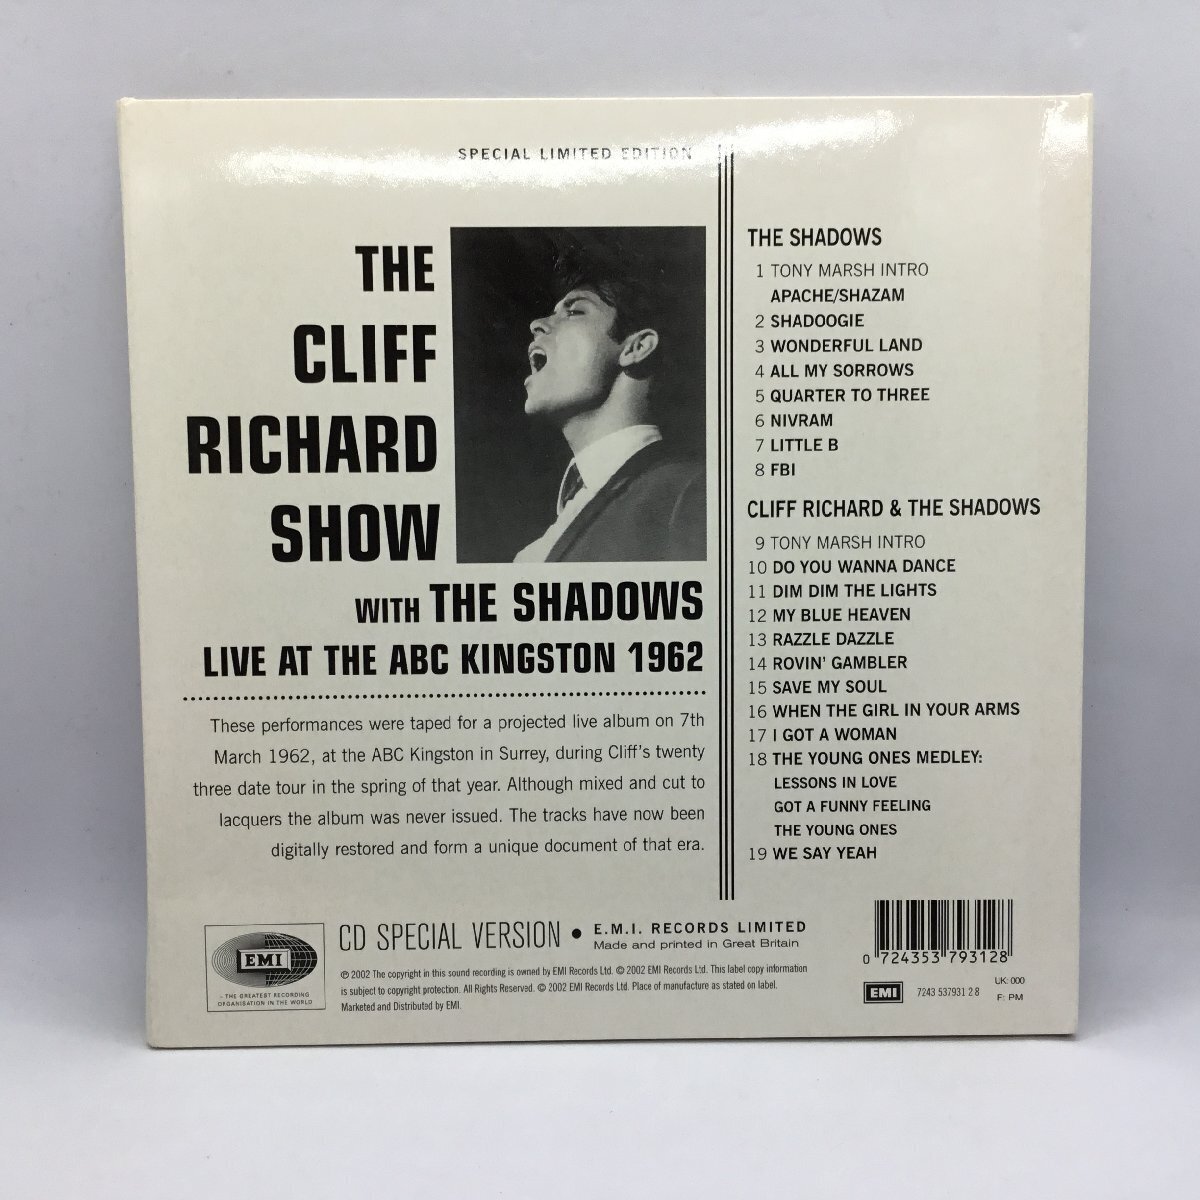 SPECIAL LIMITED EDITION
THE
CLIFF
RICHARD
SHOW
WITH THE SHADOWS
LIVE AT THE ABC KINGSTON 1962
These performances were taped for a projected live album on 7th
March 1962, at the ABC Kingston in Surrey, during Cliff's twenty
three date tour in the spring of that year. Although mixed and cut to
lacquers the album was never issued. The tracks have now been
digitally restored and form a unique document of that era.
THE SHADOWS
1 TONY MARSH INTRO
APACHE/SHAZAM
2 SHADOOGIE
3 WONDERFUL LAND
4 ALL MY SORROWS
5 QUARTER TO THREE
6 NIVRAM
7 LITTLE B
8 FBI
CLIFF RICHARD & THE SHADOWS
9 TONY MARSH INTRO
10 DO YOU WANNA DANCE
11 DIM DIM THE LIGHTS
12 MY BLUE HEAVEN
13 RAZZLE DAZZLE
14 ROVIN' GAMBLER
15 SAVE MY SOUL
16 WHEN THE GIRL IN YOUR ARMS
17 I GOT A WOMAN
18 THE YOUNG ONES MEDLEY:
LESSONS IN LOVE
GOT A FUNNY FEELING
THE YOUNG ONES
19 WE SAY YEAH
EMI
- THE GREATEST RECORDING
ORGANISATION IN THE WORLD
CD SPECIAL VERSION • E.M.I. RECORDS LIMITED
Made and printed in Great Britain
℗ 2002 The copyright in this sound recording is owned by EMI Records Ltd. © 2002 EMI Records Ltd. This label copy information
is subject to copyright protection. All Rights Reserved. © 2002 EMI Records Ltd. Place of manufacture as stated on label.
Marketed and Distributed by EMI.
0 724353 793128
EMI 7243 537931 2 8
UK: 000
F: PM